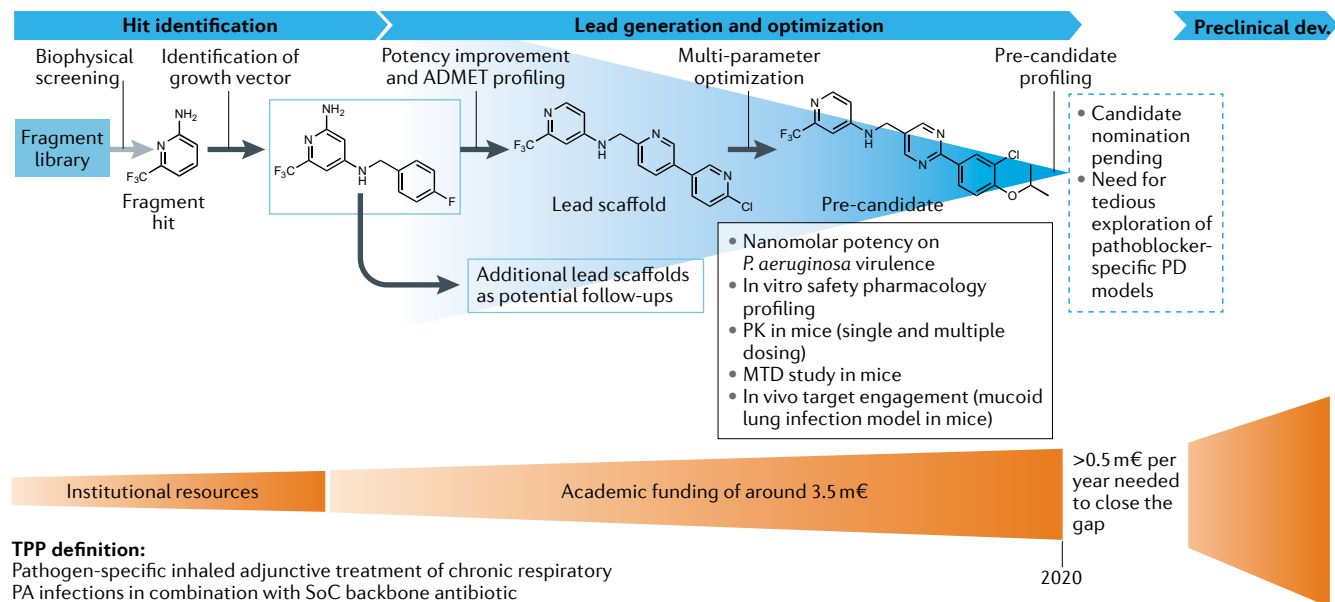 Hit identification
Lead generation and optimization
Preclinical dev.
Biophysical
screening
Identification of
growth vector
Potency improvement
and ADMET profiling
Multi-parameter
optimization
Pre-candidate
profiling
Fragment
library
NH2
N
F3C
Fragment
hit
NH2
N
F3C
N
H
F
N
F3C
N
H
N
N
Cl
Lead scaffold
N
F3C
N
H
N
N
Cl
O
Pre-candidate
• Candidate
nomination
pending
• Need for
tedious
exploration of
pathoblocker-
specific PD
models
Additional lead scaffolds
as potential follow-ups
• Nanomolar potency on
P. aeruginosa virulence
• In vitro safety pharmacology
profiling
• PK in mice (single and multiple
dosing)
• MTD study in mice
• In vivo target engagement (mucoid
lung infection model in mice)
Institutional resources
Academic funding of around 3.5 m€
>0.5 m€ per
year needed
to close the
gap
2020
TPP definition:
Pathogen-specific inhaled adjunctive treatment of chronic respiratory
PA infections in combination with SoC backbone antibiotic